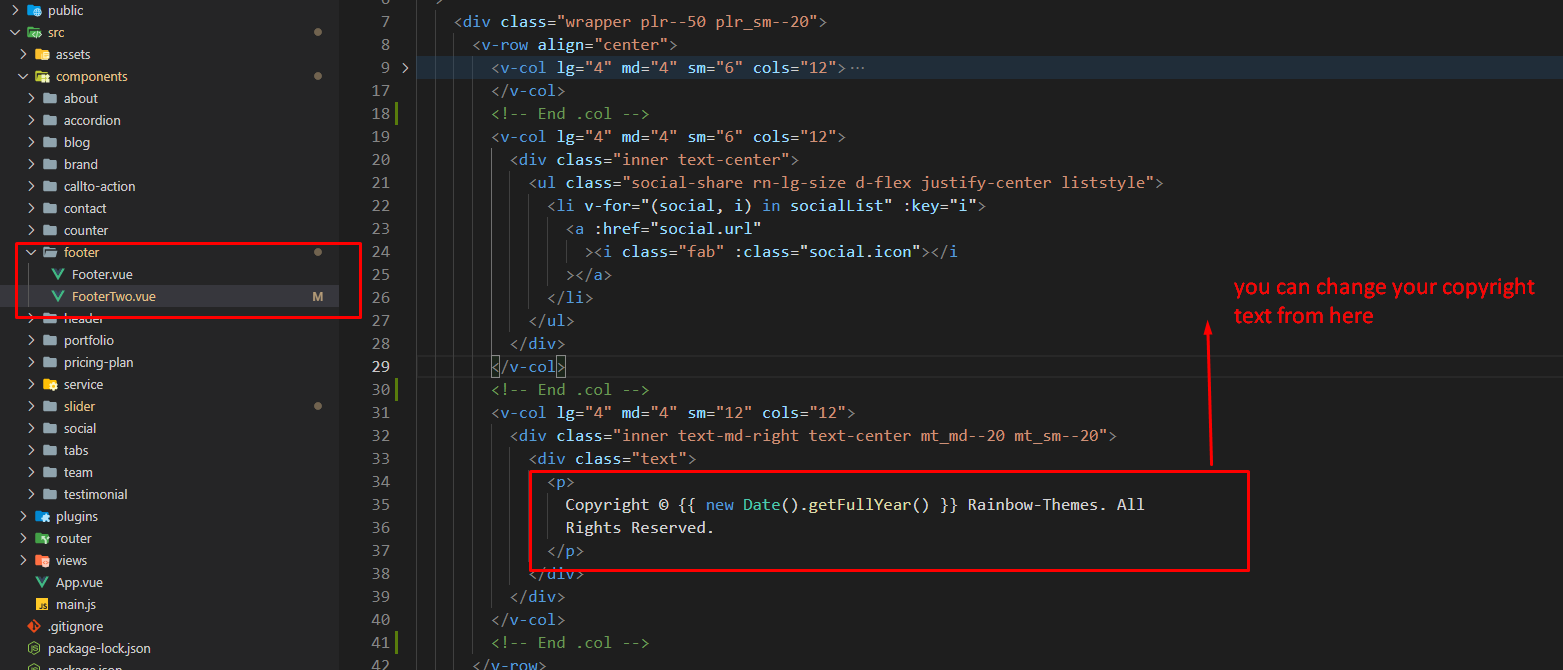 public
src
assets
components
about
accordion
blog
brand
callto-action
contact
counter
footer
Footer.vue
FooterTwo.vue M
header
portfolio
pricing-plan
service
slider
social
tabs
team
testimonial
plugins
router
views
App.vue
main.js
.gitignore
package-lock.json
package.json
7 <div class="wrapper plr--50 plr_sm--20">
8 <v-row align="center">
9 <v-col lg="4" md="4" sm="6" cols="12">…
17 </v-col>
18 <!-- End .col -->
19 <v-col lg="4" md="4" sm="6" cols="12">
20 <div class="inner text-center">
21 <ul class="social-share rn-lg-size d-flex justify-center liststyle">
22 <li v-for="(social, i) in socialList" :key="i">
23 <a :href="social.url"
24 ><i class="fab" :class="social.icon"></i
25 ></a>
26 </li>
27 </ul>
28 </div>
29 </v-col>
30 <!-- End .col -->
31 <v-col lg="4" md="4" sm="12" cols="12">
32 <div class="inner text-md-right text-center mt_md--20 mt_sm--20">
33 <div class="text">
34 <p>
35 Copyright © {{ new Date().getFullYear() }} Rainbow-Themes. All
36 Rights Reserved.
37 </p>
38 </div>
39 </div>
40 </v-col>
41 <!-- End .col -->
42 </v-row>
you can change your copyright
text from here